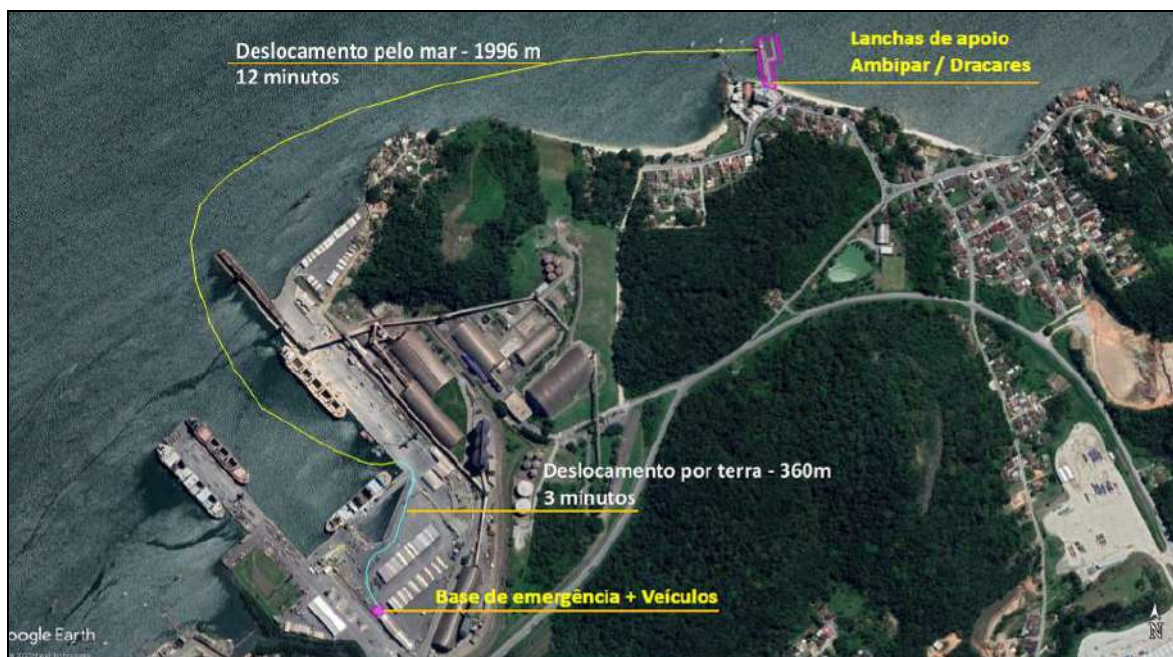 Deslocamento pelo mar - 1996 m
12 minutos
Lanchas de apoio
Ambipar / Dracares
Deslocamento por terra - 360m
3 minutos
Base de emergência + Veículos
oogle Earth
N